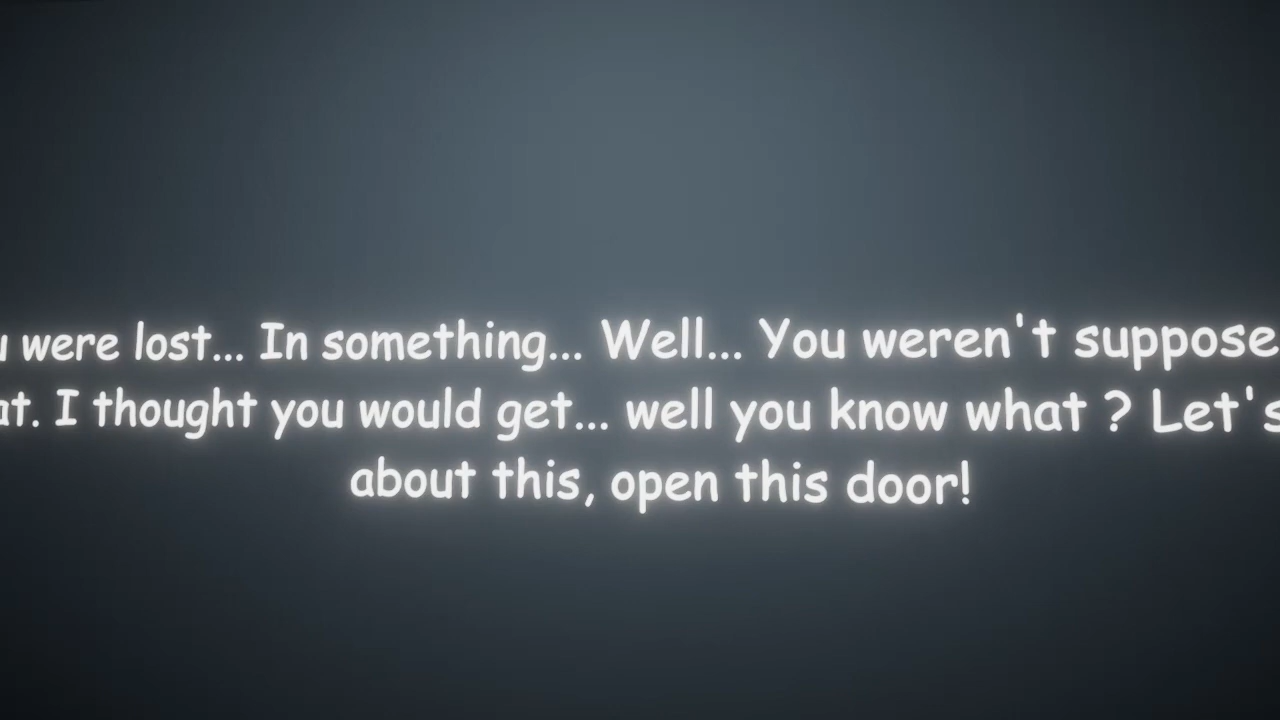 were lost... In something... Well... You weren't suppose
I thought you would get... well you know what ? Let's
about this, open this door!